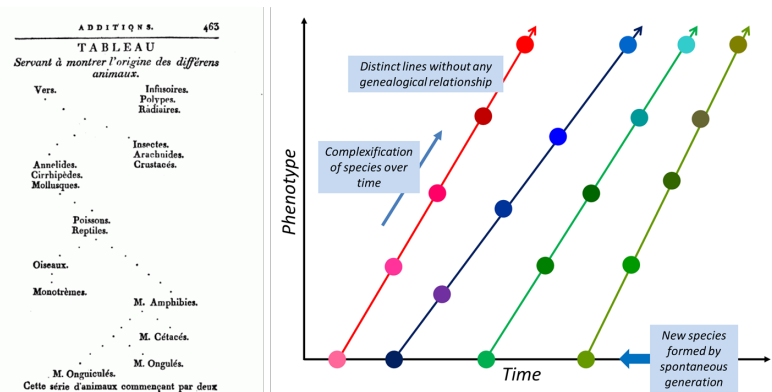 ADDITIONS. 463
TABLEAU
Servant à montrer l'origine des différens
animaux.
Vers. Infusoires.
Polypes.
Radiaires.
Insectes.
Arachnides.
Annelides. Crustacés.
Cirrhipèdes.
Mollusques.
Poissons.
Reptiles.
Oiseaux.
Monotrèmes.
M. Amphibies.
M. Cétacés.
M. Ongulés.
M. Onguiculés.
Cette série d'animaux commençant par deux
Phenotype
Distinct lines without any
genealogical relationship
Complexification
of species over
time
Time
New species
formed by
spontaneous
generation